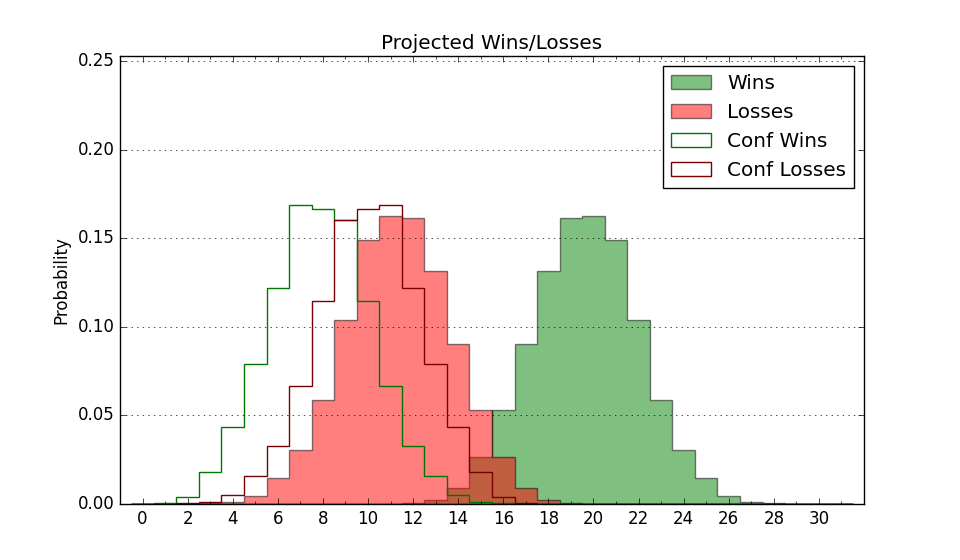 Projected Wins/Losses
0.25
0.20
0.15
0.10
0.05
0.00
Probability
Wins
Losses
Conf Wins
Conf Losses
0 2 4 6 8 10 12 14 16 18 20 22 24 26 28 30